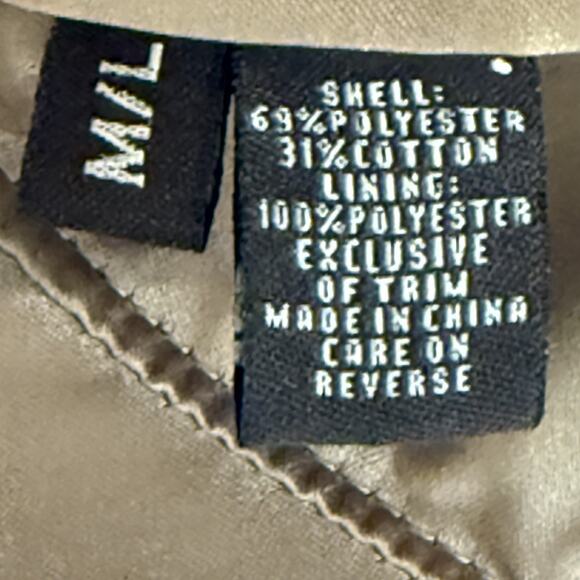 M/L
SHELL:
69%POLYESTER
31%COTTON
LINING:
100%POLYESTER
EXCLUSIVE
OF TRIM
MADE IN CHINA
CARE ON
REVERSE